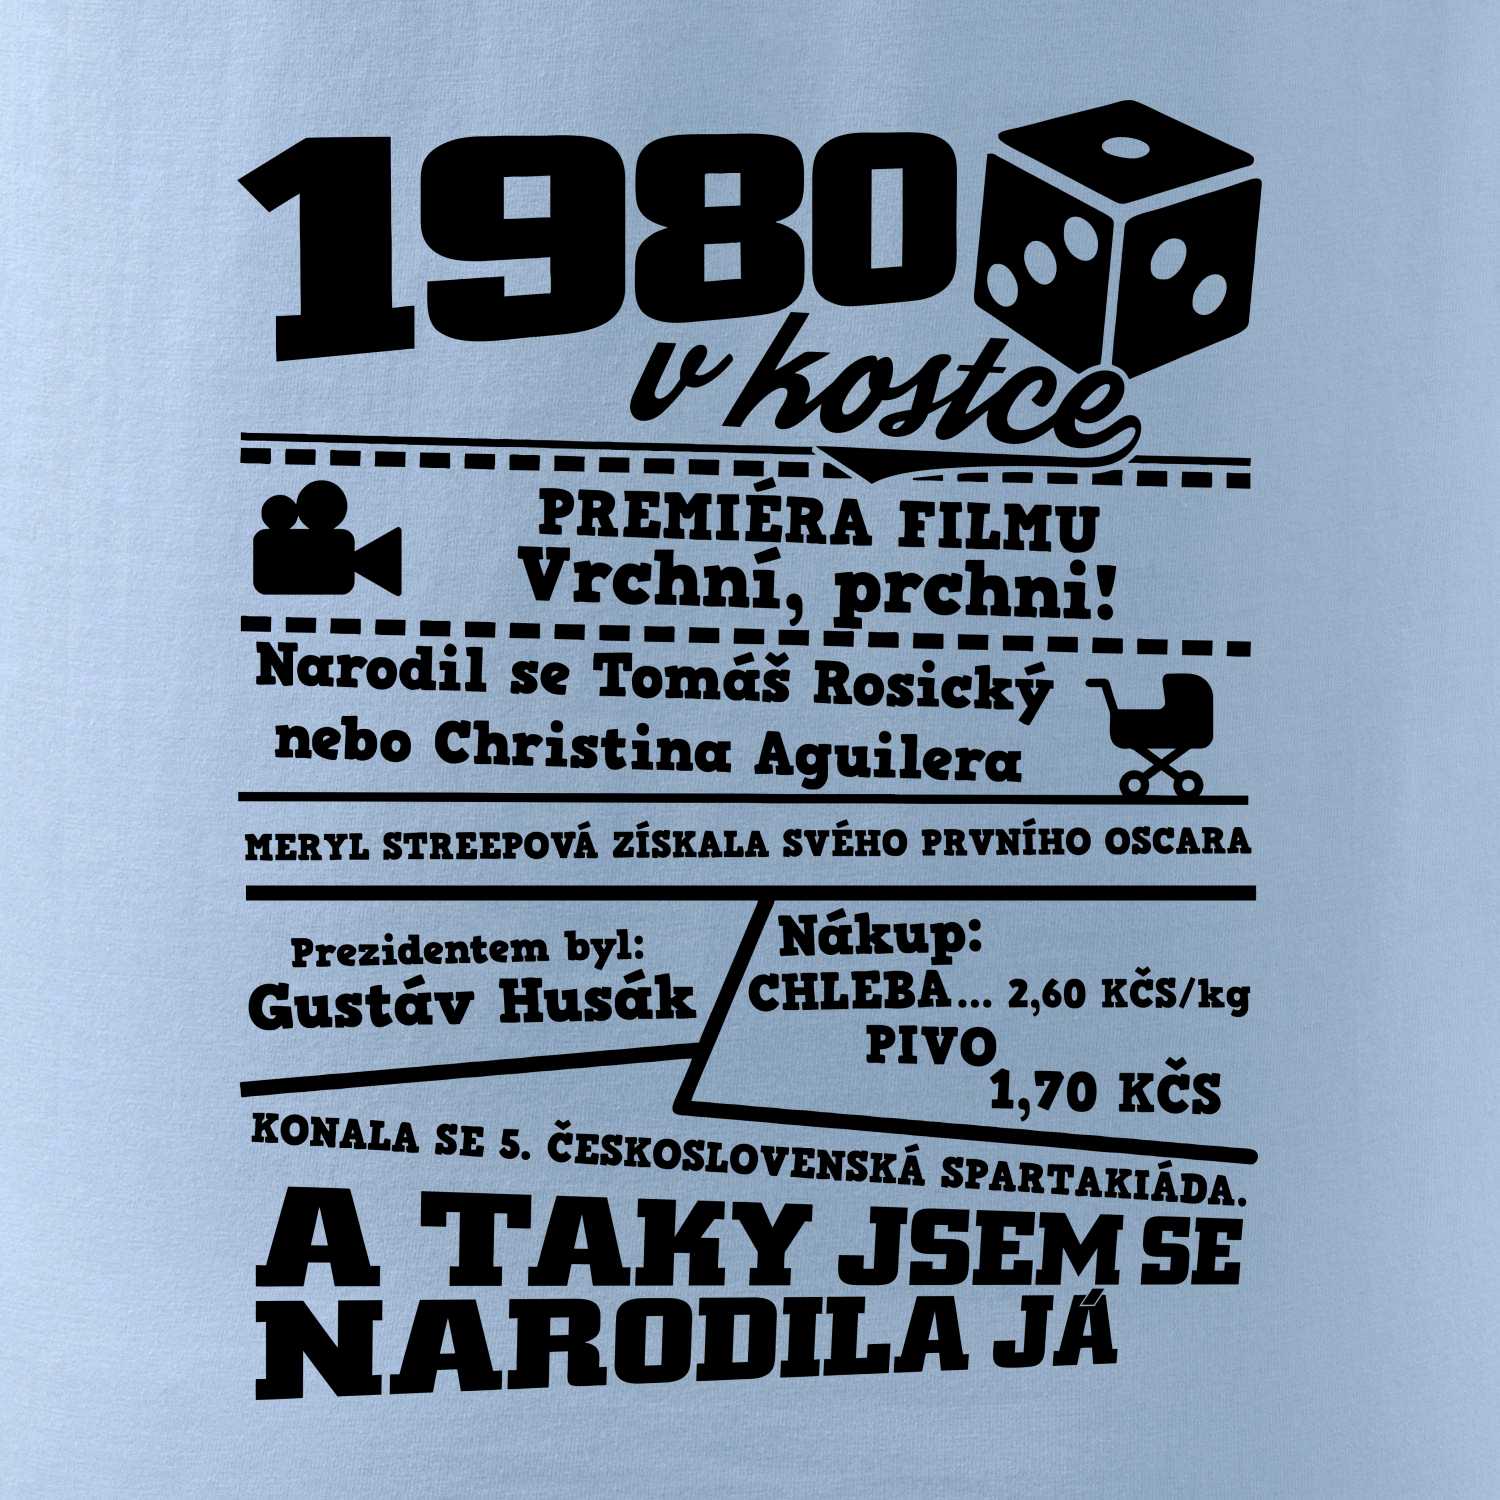 1980
v kostce
PREMIÉRA FILMU
Vrchní, prchni!
Narodil se Tomáš Rosický
nebo Christina Aguilera
MERYL STREEPOVÁ ZÍSKALA SVÉHO PRVNÍHO OSCARA
Prezidentem byl:
Gustáv Husák
Nákup:
CHLEBA... 2,60 KČS/kg
PIVO
1,70 KČS
KONALA SE 5. ČESKOSLOVENSKÁ SPARTAKIÁDA.
A TAKY JSEM SE
NARODILA JÁ